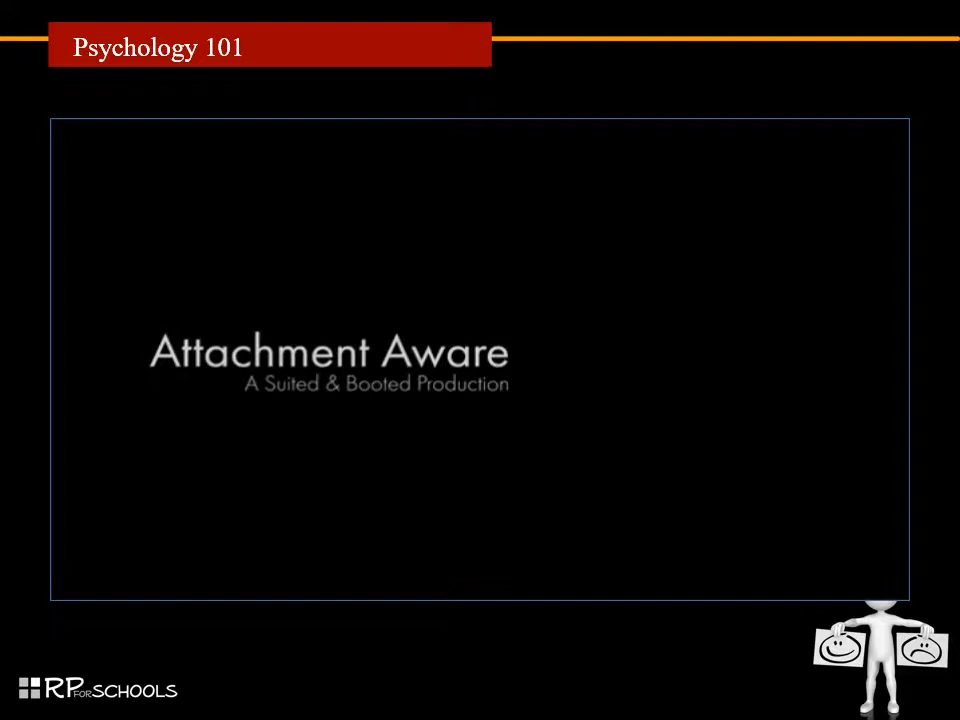 Psychology 101
Attachment Aware
A Suited & Booted Production
RP FOR SCHOOLS